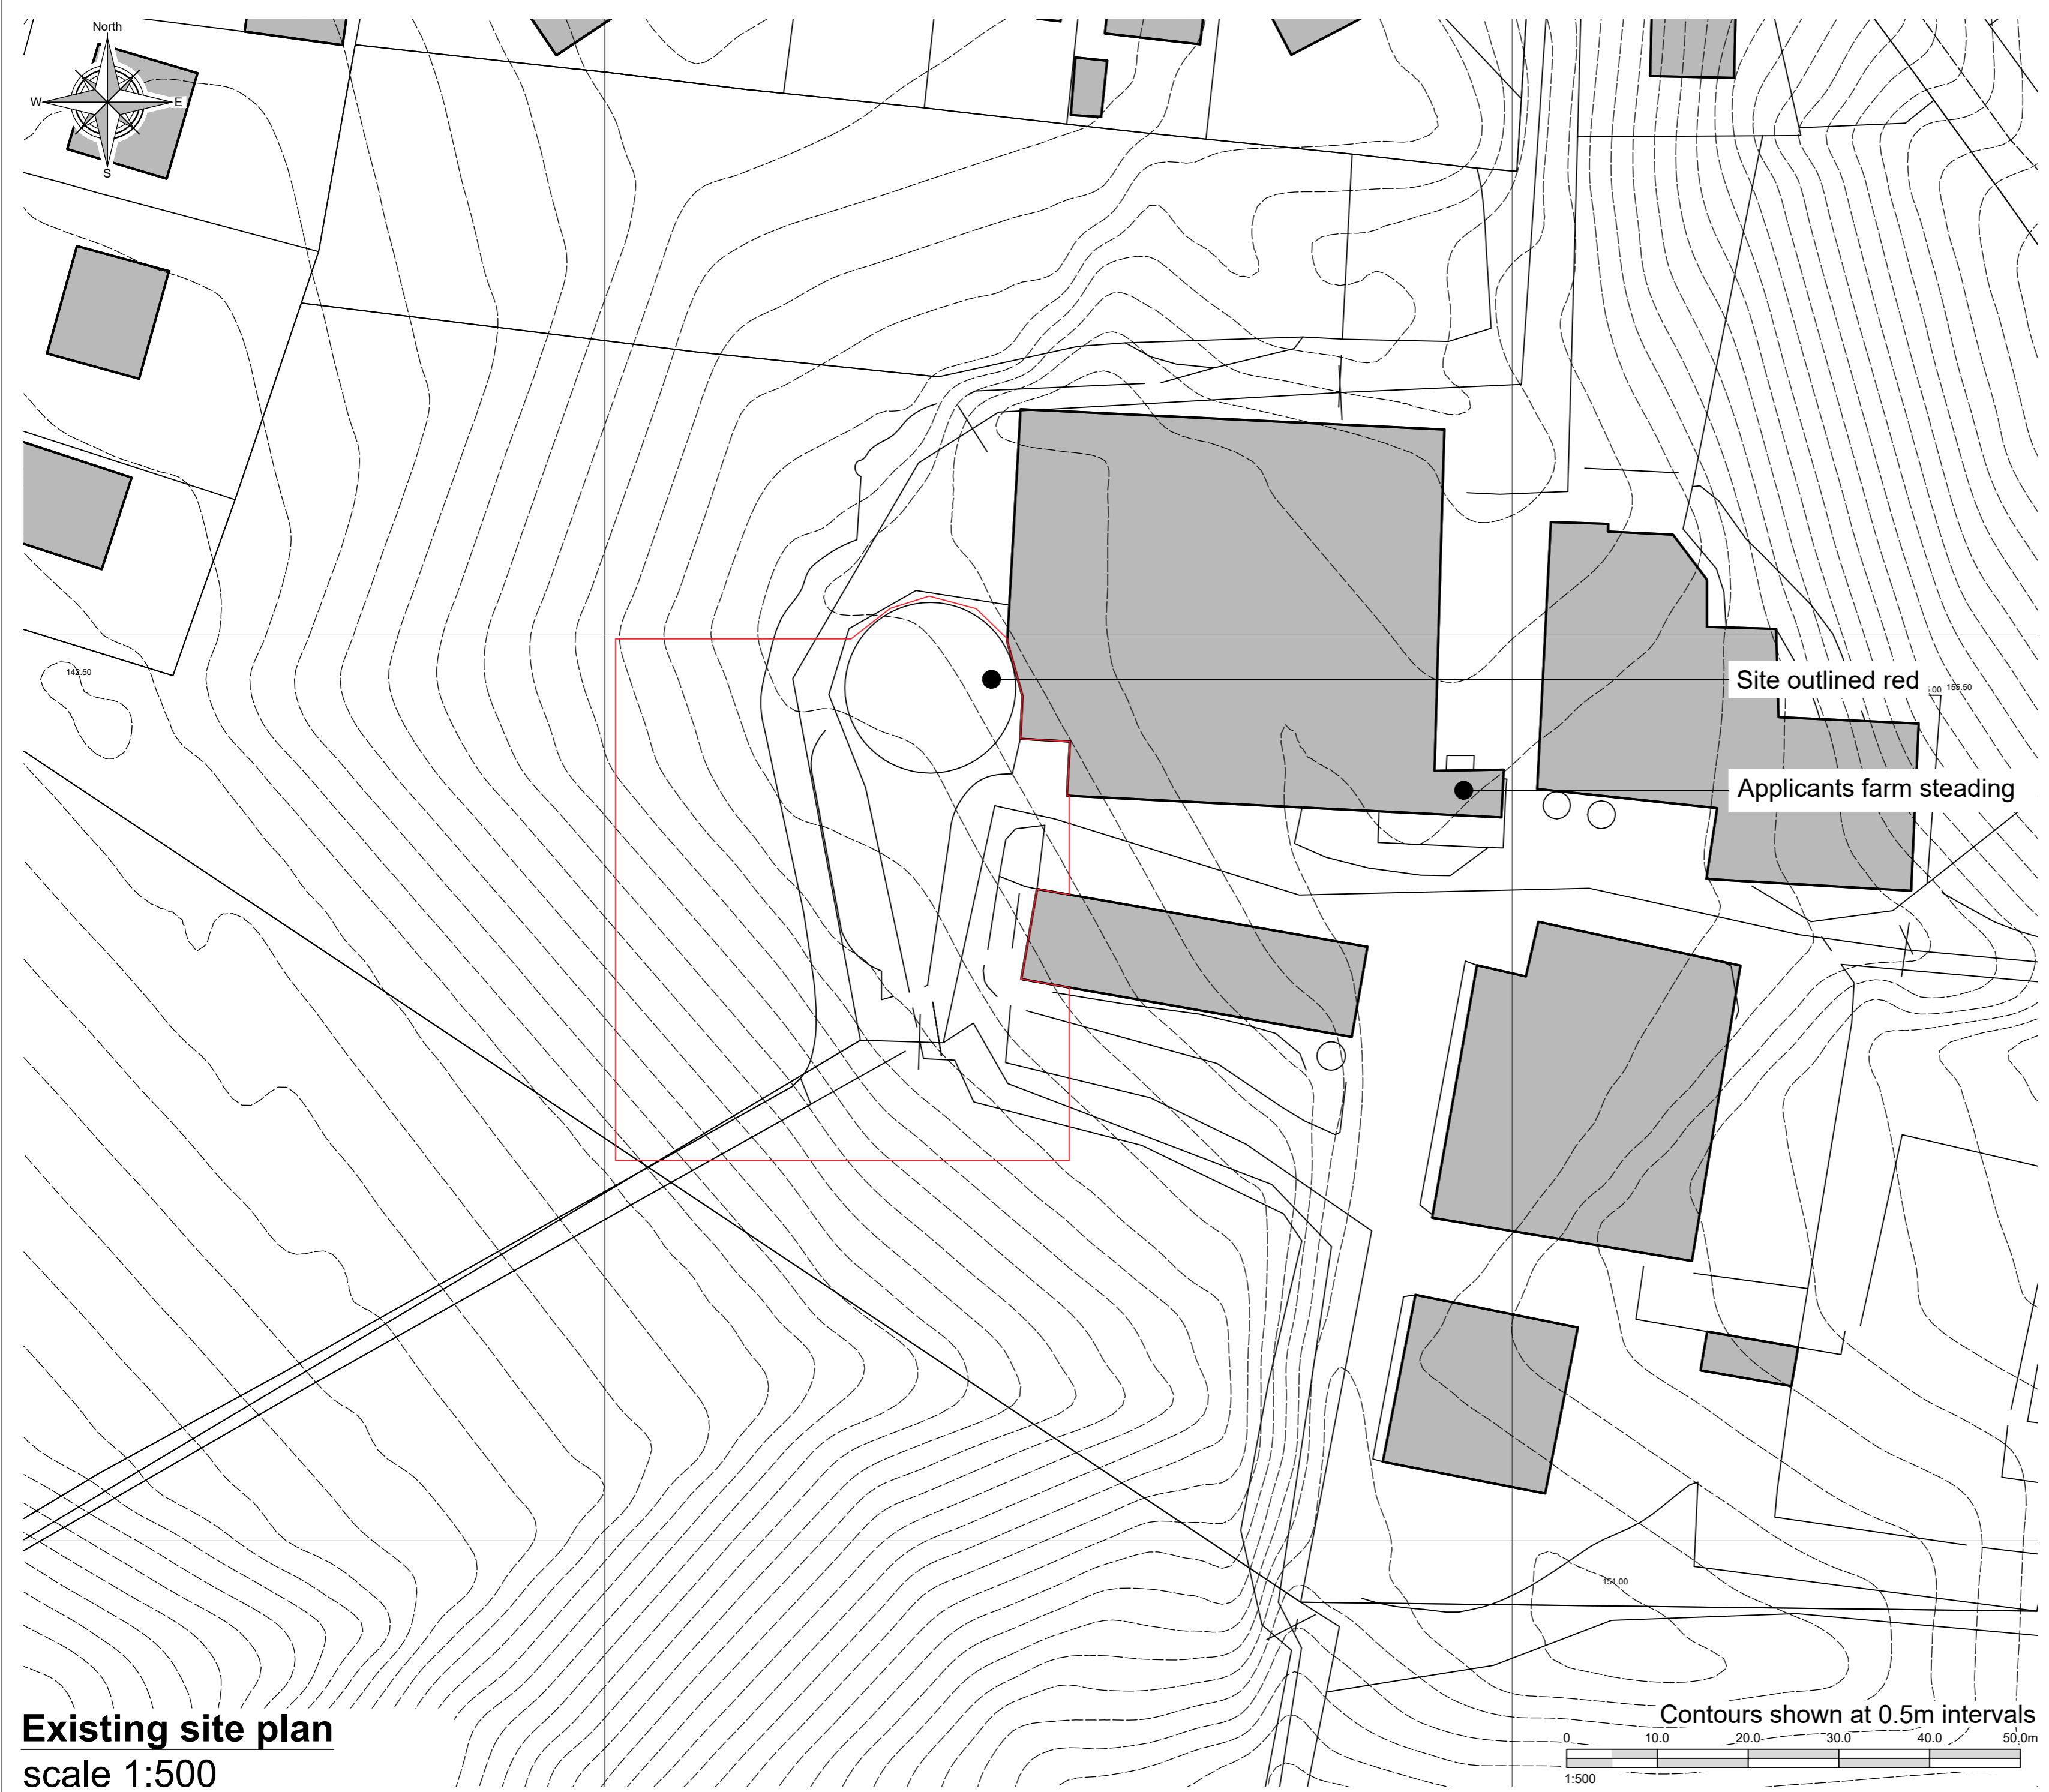 North
W
E
S
142.50
Site outlined red
.00
155.50
Applicants farm steading
151.00
Existing site plan
scale 1:500
Contours shown at 0.5m intervals
0 10.0 20.0 30.0 40.0 50.0m
1:500